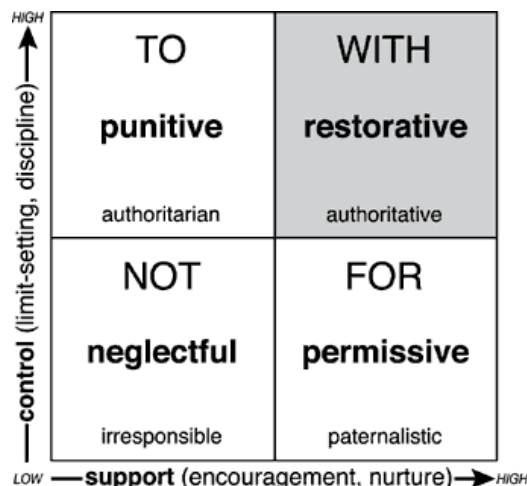 HIGH
TO
punitive
authoritarian
WITH
restorative
authoritative
NOT
neglectful
irresponsible
FOR
permissive
paternalistic
control (limit-setting, discipline)
LOW
support (encouragement, nurture)
HIGH